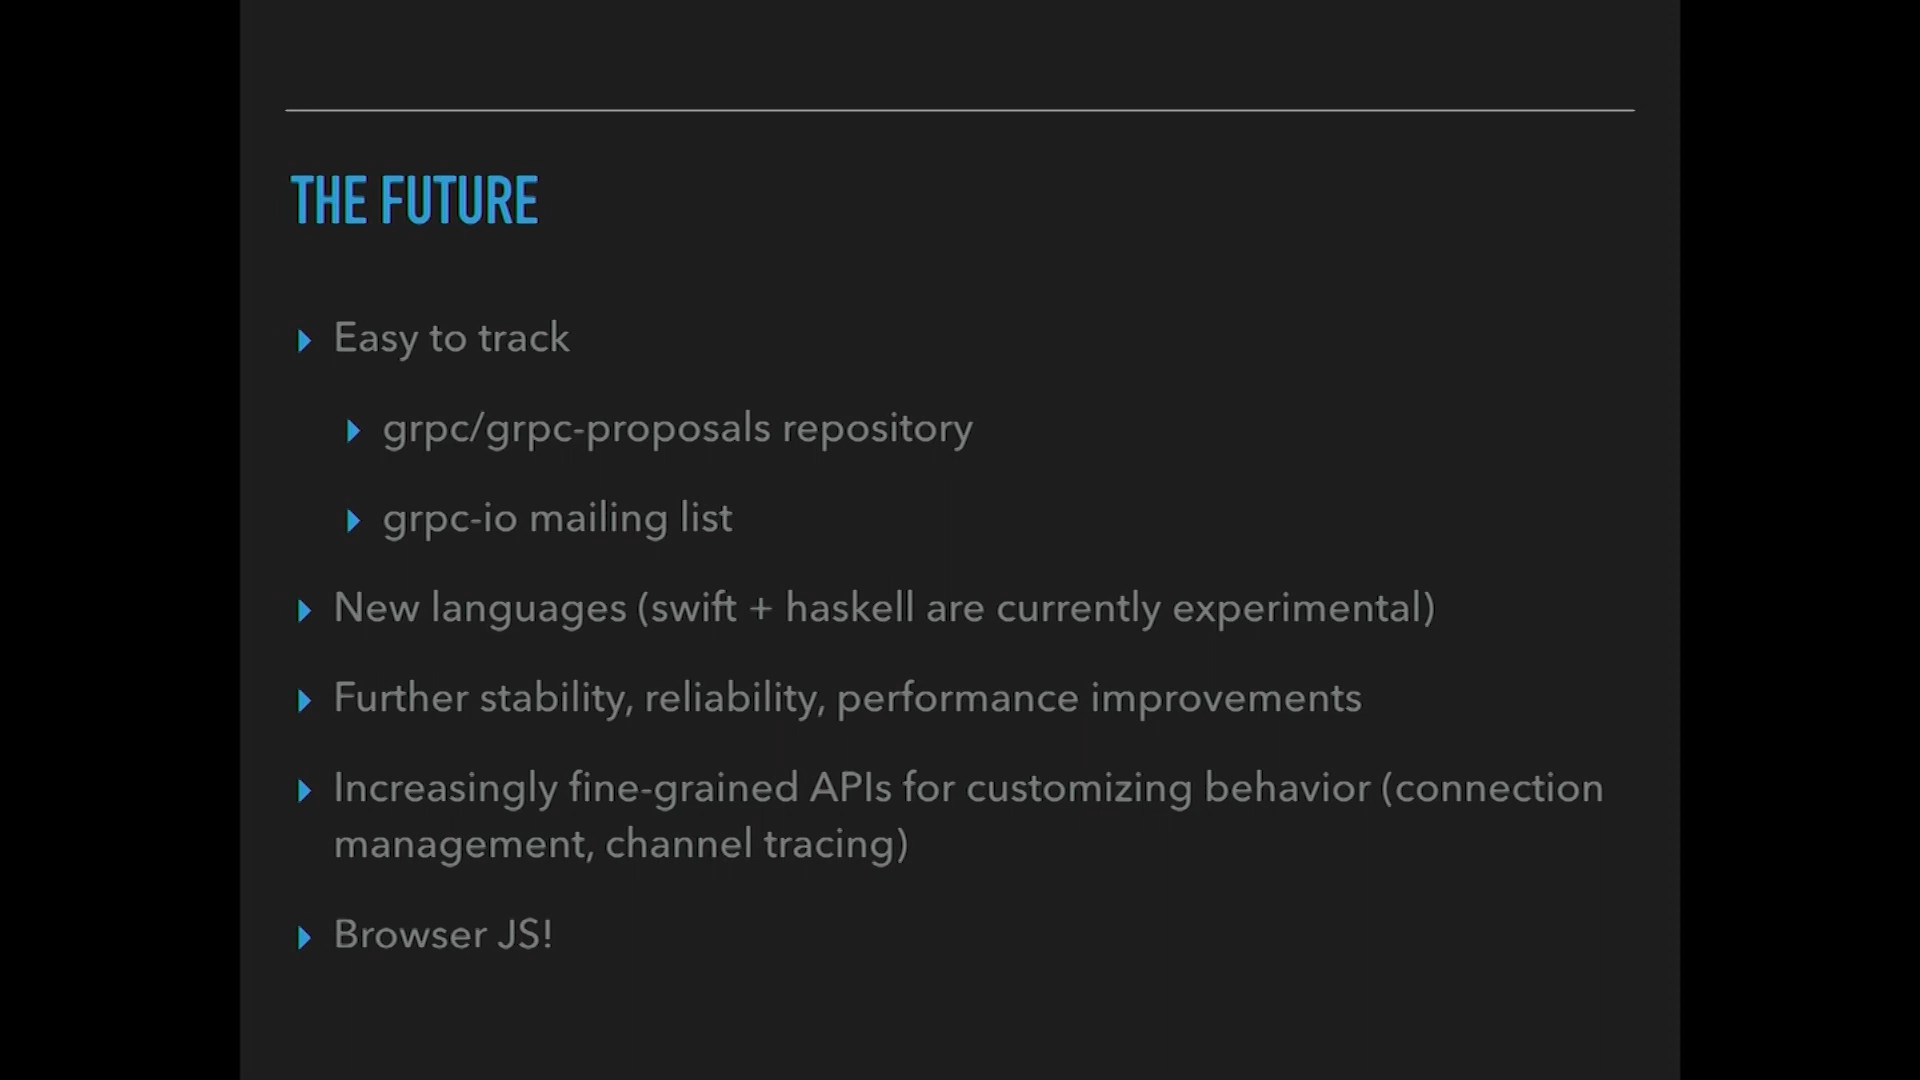 THE FUTURE
Easy to track
grpc/grpc-proposals repository
grpc-io mailing list
New languages (swift + haskell are currently experimental)
Further stability, reliability, performance improvements
Increasingly fine-grained APIs for customizing behavior (connection
management, channel tracing)
Browser JS!